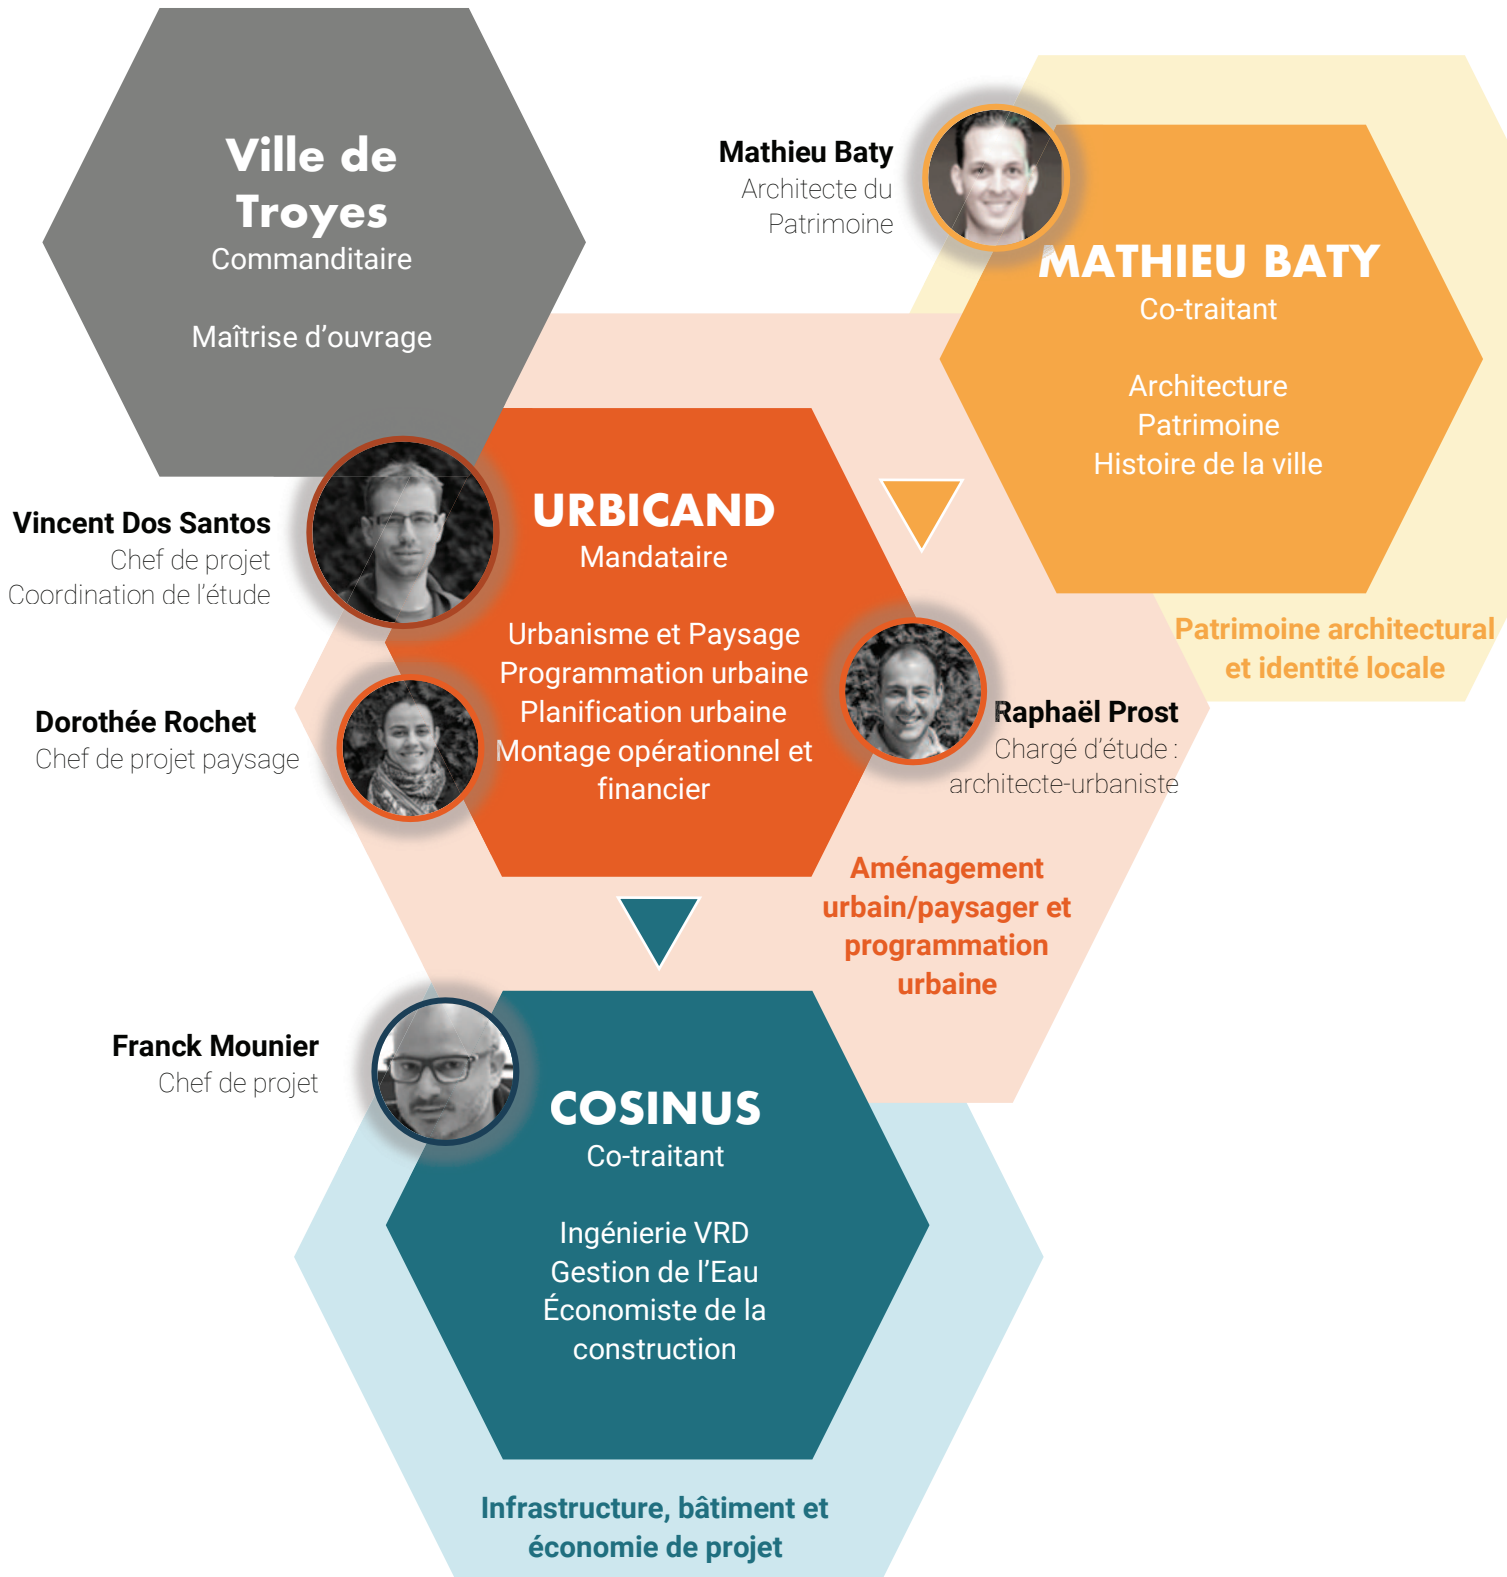 Ville de
Troyes
Commanditaire
Maîtrise d’ouvrage
Mathieu Baty
Architecte du
Patrimoine
MATHIEU BATY
Co-traitant
Architecture
Patrimoine
Histoire de la ville
Patrimoine architectural
et identité locale
Vincent Dos Santos
Chef de projet
Coordination de l’étude
Dorothée Rochet
Chef de projet paysage
URBICAND
Mandataire
Urbanisme et Paysage
Programmation urbaine
Planification urbaine
Montage opérationnel et
financier
Raphaël Prost
Chargé d’étude :
architecte-urbaniste
Aménagement
urbain/paysager et
programmation
urbaine
Franck Mounier
Chef de projet
COSINUS
Co-traitant
Ingénierie VRD
Gestion de l’Eau
Économiste de la
construction
Infrastructure, bâtiment et
économie de projet